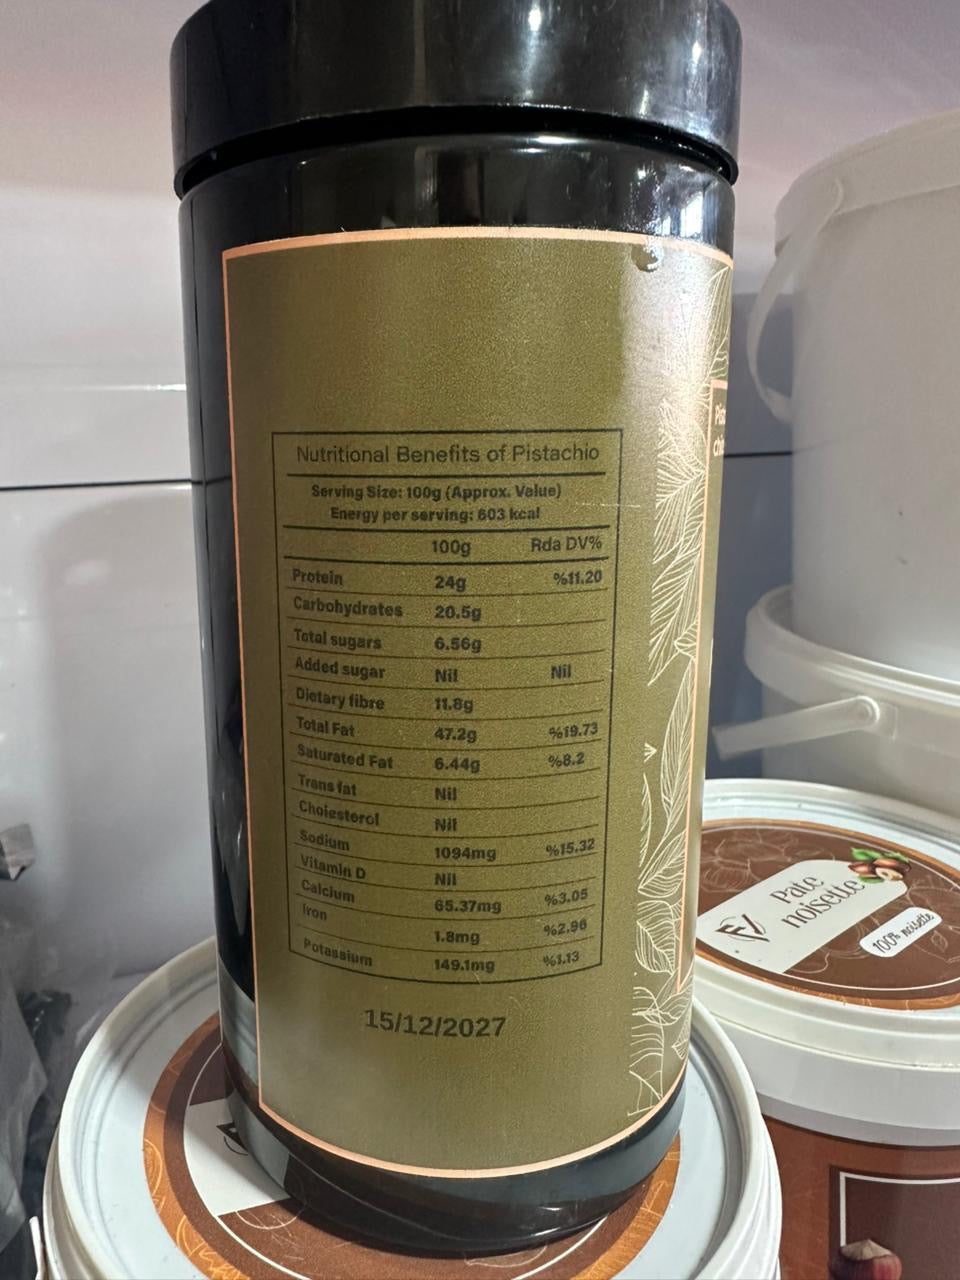 Nutritional Benefits of Pistachio
Serving Size: 100g (Approx. Value)
Energy per serving: 603 kcal
100g Rda DV%
Protein 24g %11.20
Carbohydrates 20.5g
Total sugars 6.56g
Added sugar Nil Nil
Dietary fibre 11.8g
Total Fat 47.2g %19.73
Saturated Fat 6.44g %8.2
Trans fat Nil
Cholesterol Nil
Sodium 1094mg %15.32
Vitamin D Nil
Calcium 65.37mg %3.05
Iron 1.8mg %2.96
Potassium 149.1mg %1.13
15/12/2027
Pate
noisette
100% noisette